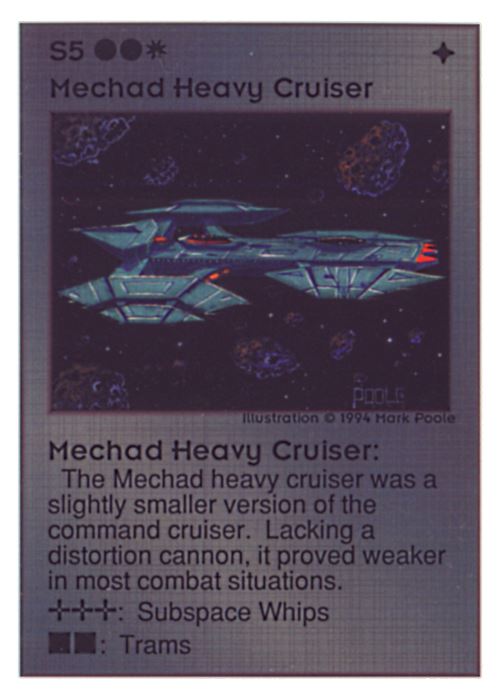 S5
Mechad Heavy Cruiser
POOLE
Illustration © 1994 Mark Poole
Mechad Heavy Cruiser:
The Mechad heavy cruiser was a
slightly smaller version of the
command cruiser. Lacking a
distortion cannon, it proved weaker
in most combat situations.
: Subspace Whips
: Trams